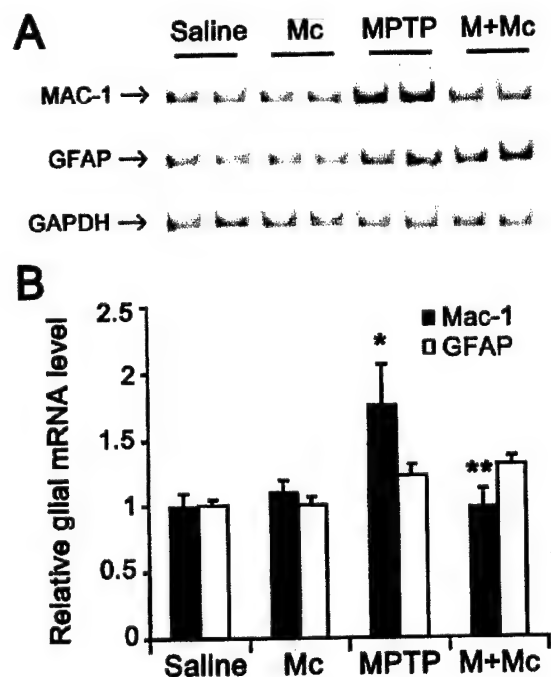 A
Saline Mc MPTP M+Mc
MAC-1 →
GFAP →
GAPDH →
B
Relative glial mRNA level
2.5
2
1.5
1
0.5
0
Mac-1
GFAP
*
**
Saline Mc MPTP M+Mc